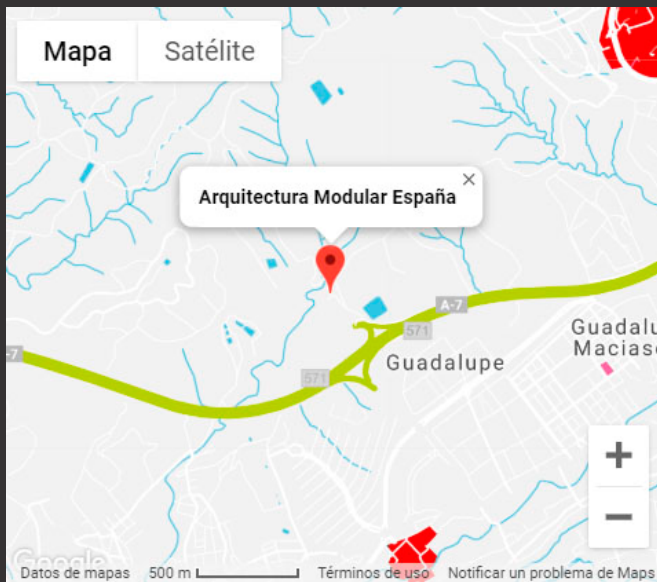 Mapa
Satélite
Arquitectura Modular España
A-7
571
Guadalu
Maciasc
-7
571
Guadalupe
Google
Datos de mapas
500 m
Términos de uso
Notificar un problema de Maps